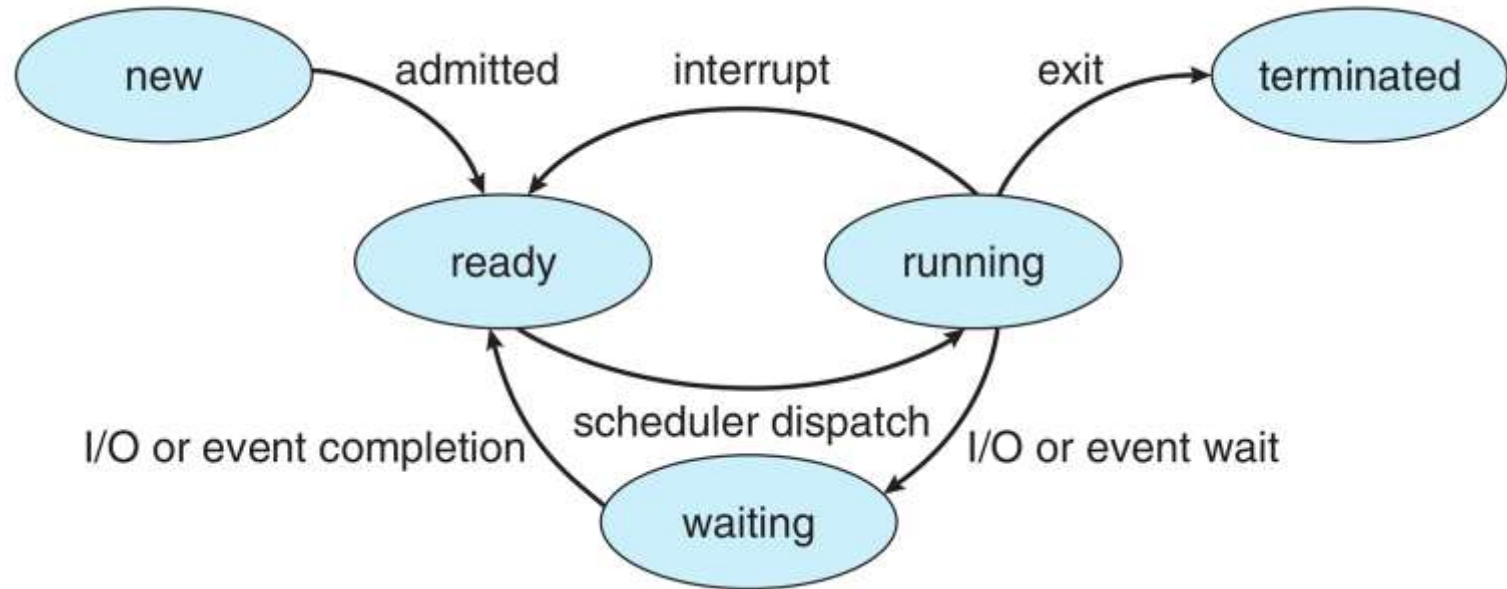 new
admitted
interrupt
exit
terminated
ready
running
I/O or event completion
scheduler dispatch
I/O or event wait
waiting